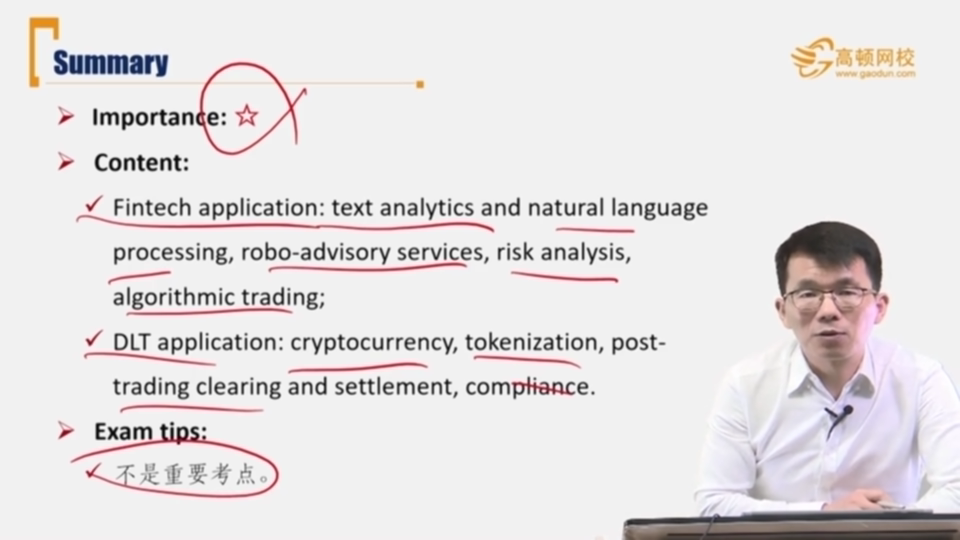 Summary
高顿网校
www.gaodun.com
Importance: ☆
Content:
Fintech application: text analytics and natural language
processing, robo-advisory services, risk analysis,
algorithmic trading;
DLT application: cryptocurrency, tokenization, post-
trading clearing and settlement, compliance.
Exam tips:
不是重要考点。